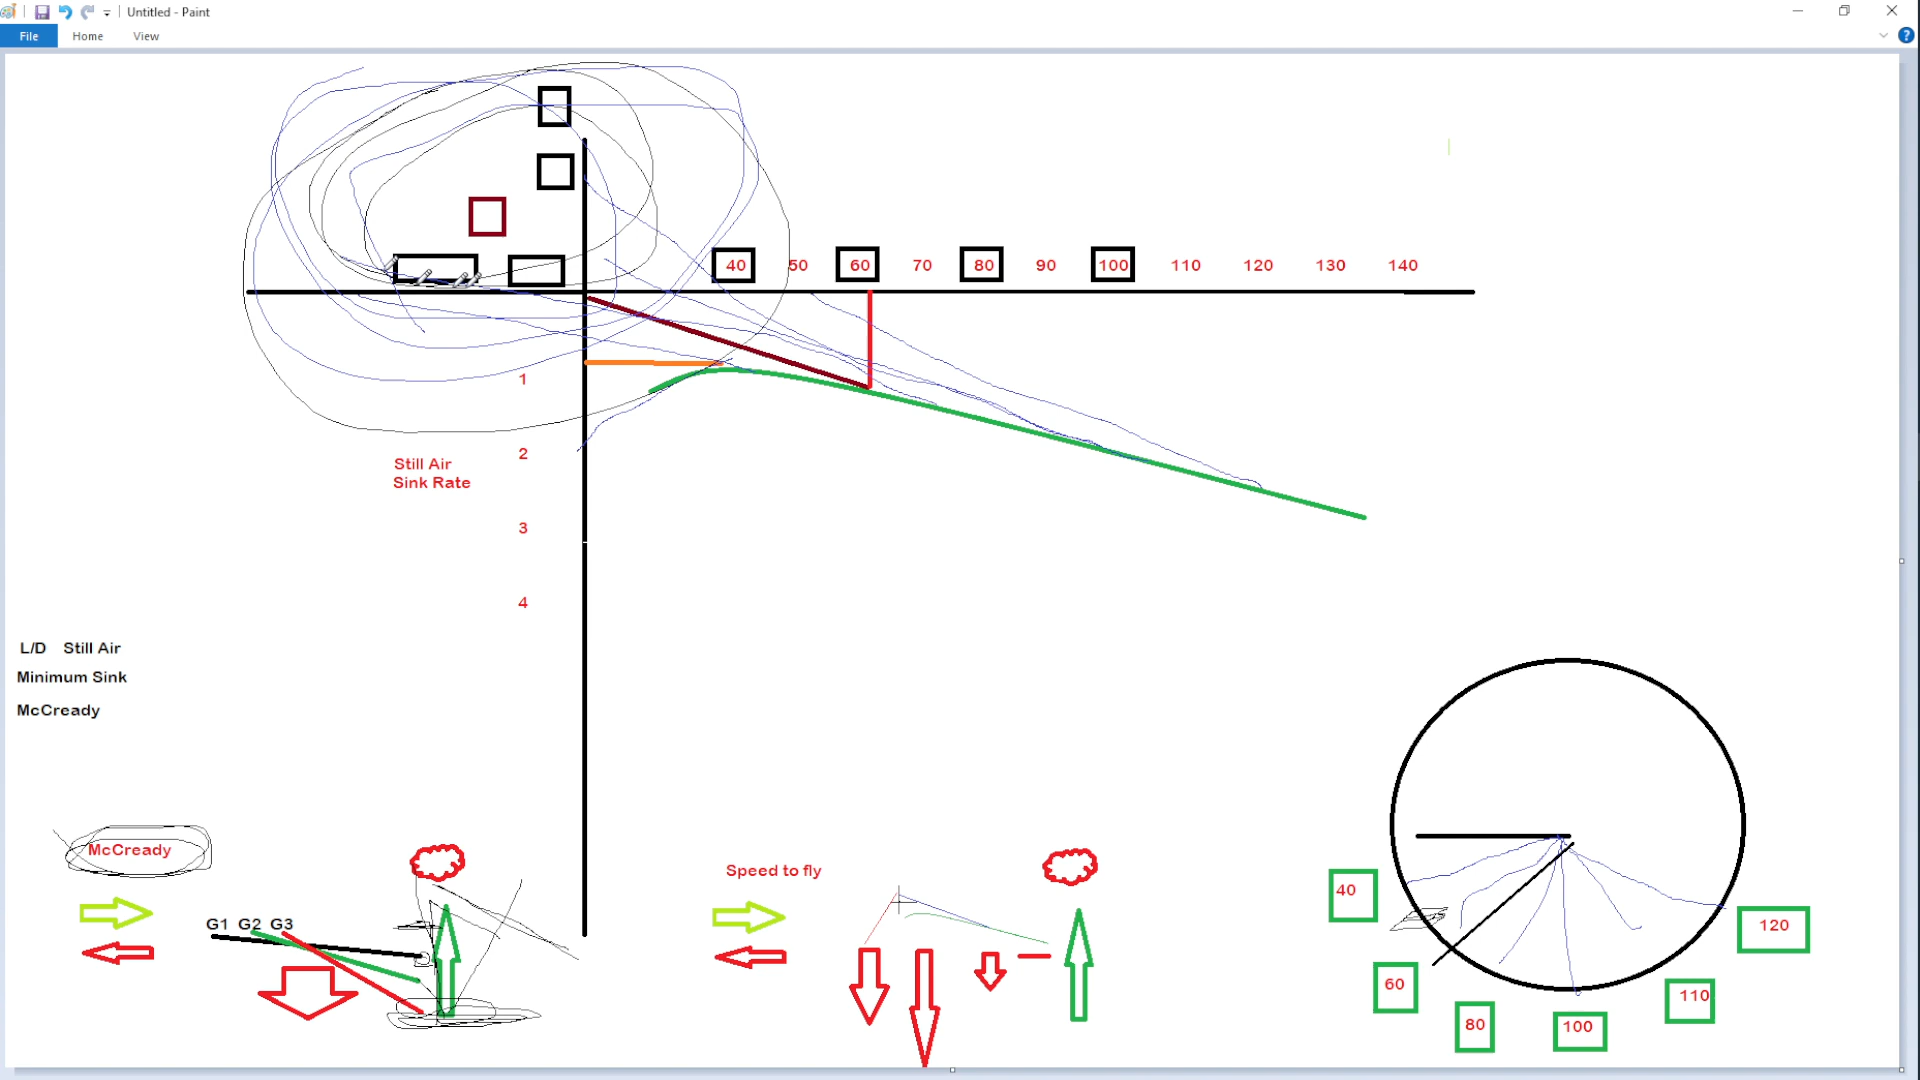 Untitled - Paint
File Home View
40 50 60 70 80 90 100 110 120 130 140
1
2
Still Air
Sink Rate
3
4
L/D Still Air
Minimum Sink
McCready
McCready
Speed to fly
G1 G2 G3
40
120
60
110
80
100